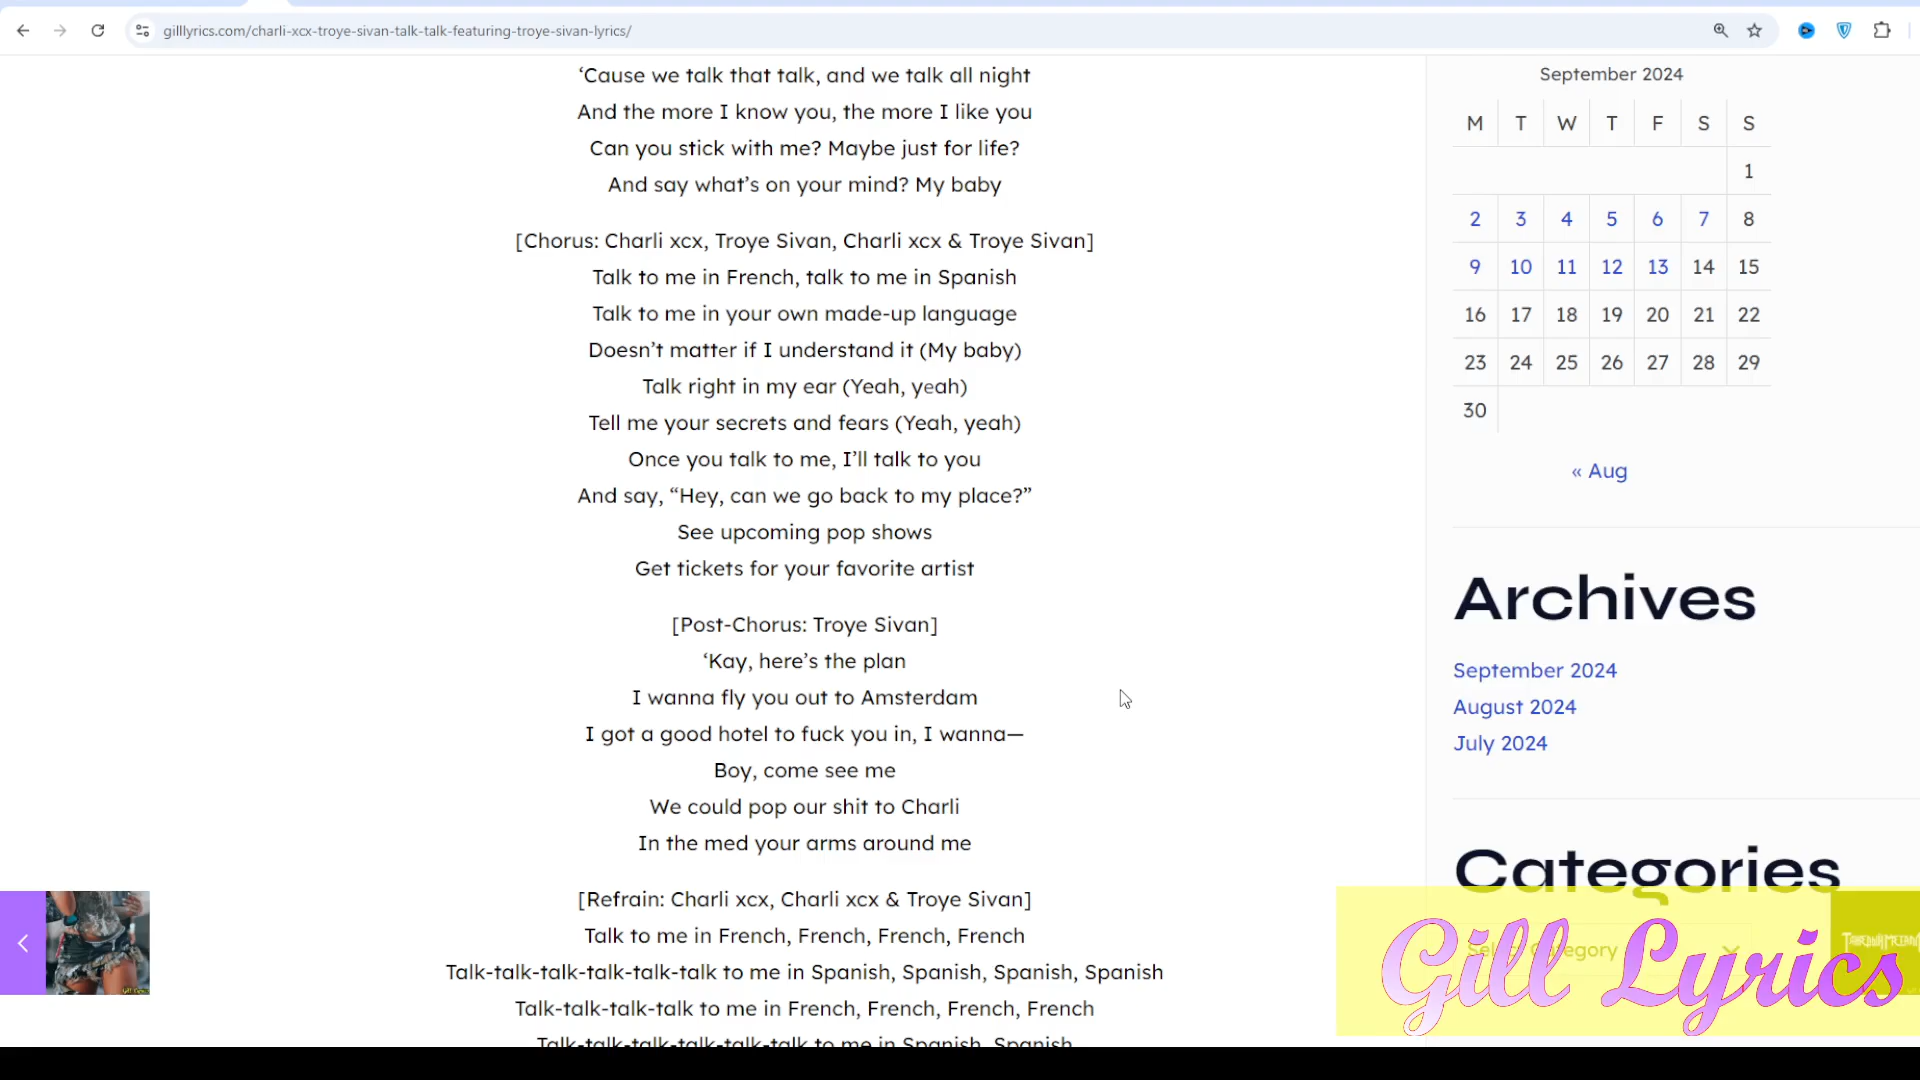 gilllyrics.com/charli-xcx-troye-sivan-talk-talk-featuring-troye-sivan-lyrics/
‘Cause we talk that talk, and we talk all night
And the more I know you, the more I like you
Can you stick with me? Maybe just for life?
And say what’s on your mind? My baby
[Chorus: Charli xcx, Troye Sivan, Charli xcx & Troye Sivan]
Talk to me in French, talk to me in Spanish
Talk to me in your own made-up language
Doesn’t matter if I understand it (My baby)
Talk right in my ear (Yeah, yeah)
Tell me your secrets and fears (Yeah, yeah)
Once you talk to me, I’ll talk to you
And say, “Hey, can we go back to my place?”
See upcoming pop shows
Get tickets for your favorite artist
[Post-Chorus: Troye Sivan]
‘Kay, here’s the plan
I wanna fly you out to Amsterdam
I got a good hotel to fuck you in, I wanna—
Boy, come see me
We could pop our shit to Charli
In the med your arms around me
[Refrain: Charli xcx, Charli xcx & Troye Sivan]
Talk to me in French, French, French, French
Talk-talk-talk-talk-talk-talk to me in Spanish, Spanish, Spanish, Spanish
Talk-talk-talk-talk to me in French, French, French, French
Talk-talk-talk-talk-talk-talk to me in Spanish, Spanish
September 2024
M T W T F S S
1
2 3 4 5 6 7 8
9 10 11 12 13 14 15
16 17 18 19 20 21 22
23 24 25 26 27 28 29
30
« Aug
Archives
September 2024
August 2024
July 2024
Categories
Select Category
Gill Lyrics